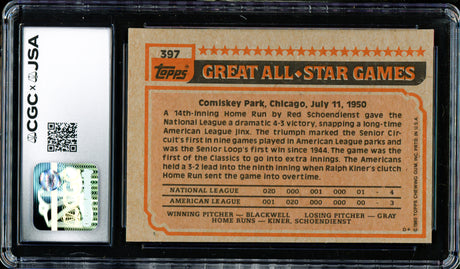 CGC x JSA
397
Topps
GREAT ALL-STAR GAMES
Comiskey Park, Chicago, July 11, 1950
A 14th-Inning Home Run by Red Schoendienst gave the
National League a dramatic 4-3 victory, snapping a long-time
American League jinx. The triumph marked the Senior Cir-
cuit's first in nine games played in American League parks and
was the Senior Loop's first win since 1944. The game was the
first of the Classics to go into extra innings. The Americans
held a 3-2 lead into the ninth inning when Ralph Kiner's clutch
Home Run sent the game into overtime.
NATIONAL LEAGUE 020 000 001 000 01 - 4
AMERICAN LEAGUE 001 020 000 000 00 - 3
WINNING PITCHER — BLACKWELL LOSING PITCHER — GRAY
HOME RUNS — KINER, SCHOENDIENST
D*
TOPPS CHEWING GUM, INC. PRTD. IN U.S.A.